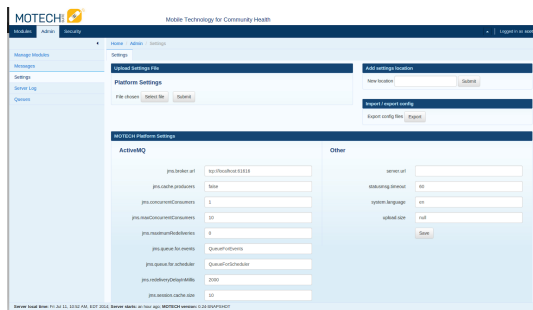 MOTECH
Mobile Technology for Community Health
Modules Admin Security
Logged in as
Home / Admin / Settings
Manage Modules
Messages
Settings
Server Log
Queues
Settings
Upload Settings File
Platform Settings
File chosen Select file Submit
Add settings location
New location Submit
Import / export config
Export config files Export
MOTECH Platform Settings
ActiveMQ
jms.broker.url tcp://localhost:61616
jms.cache.producers false
jms.concurrentConsumers 1
jms.maxConcurrentConsumers 10
jms.maximumRedeliveries 0
jms.queue.for.events QueueForEvents
jms.queue.for.scheduler QueueForScheduler
jms.redeliveryDelayInMillis 2000
jms.session.cache.size 10
Other
server.url
statusmsg.timeout 60
system.language en
upload.size null
Save
Server local time: Fri Jul 11, 10:52 AM, EDT 2014, Server starts: an hour ago, MOTECH version: 0.24-SNAPSHOT